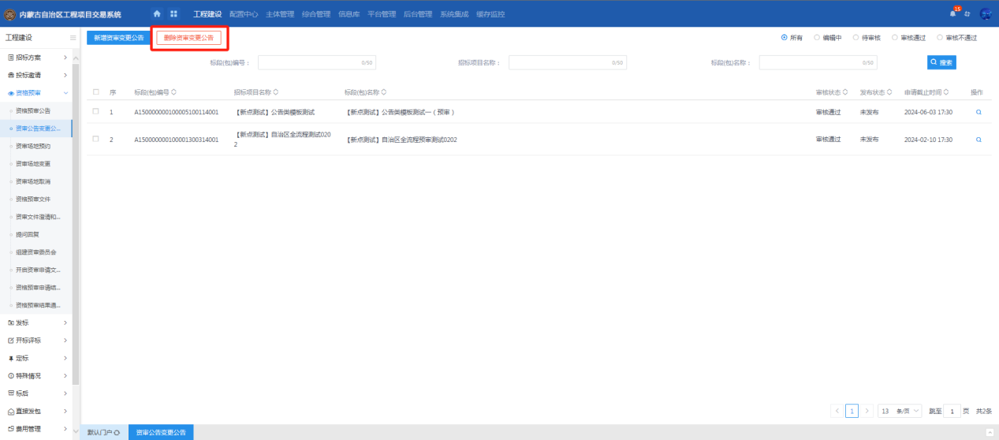 内蒙古自治区工程项目交易系统 工程建设 配置中心 主体管理 综合管理 信息库 平台管理 后台管理 系统集成 缓存监控 15
工程建设 新增资审变更公告 删除资审变更公告 所有 编辑中 待审核 审核通过 审核不通过
招标方案
标段(包)编号： 0/50 招标项目名称： 0/50 标段(包)名称： 0/50 搜索
投标邀请
资格预审
序 标段(包)编号 招标项目名称 标段(包)名称 审核状态 发布状态 申请截止时间 操作
资格预审公告
1 A1500000001000051001 14001 【新点测试】公告类模板测试 【新点测试】公告类模板测试一（预审） 审核通过 未发布 2024-06-03 17:30
资审公告变更公...
2 A1500000001000013003 14001 【新点测试】自治区全流程测试020
2 【新点测试】自治区全流程预审测试0202 审核通过 未发布 2024-02-10 17:30
资审场地预约
资审场地变更
资审场地取消
资格预审文件
资审文件澄清和...
提问回复
组建资审委员会
开启资审申请文...
资格预审申请结...
资格预审结果通...
发标
开标评标
定标
特殊情况
标后
直接发包
费用管理
1 13 条/页 跳至 1 页 共2条
默认门户 资审公告变更公告